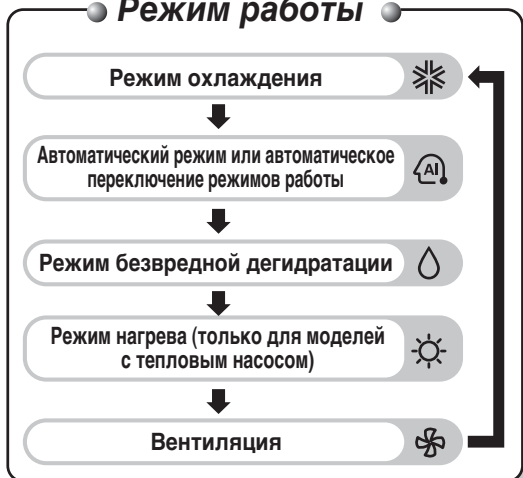 Режим работы
Режим охлаждения
Автоматический режим или автоматическое
переключение режимов работы
AI
Режим безвредной дегидратации
Режим нагрева (только для моделей
с тепловым насосом)
Вентиляция